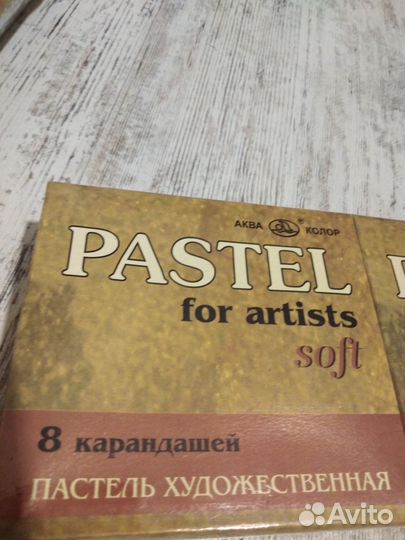 АКВА КОЛОР
PASTEL
for artists
soft
8 карандашей
ПАСТЕЛЬ ХУДОЖЕСТВЕННАЯ
Avito